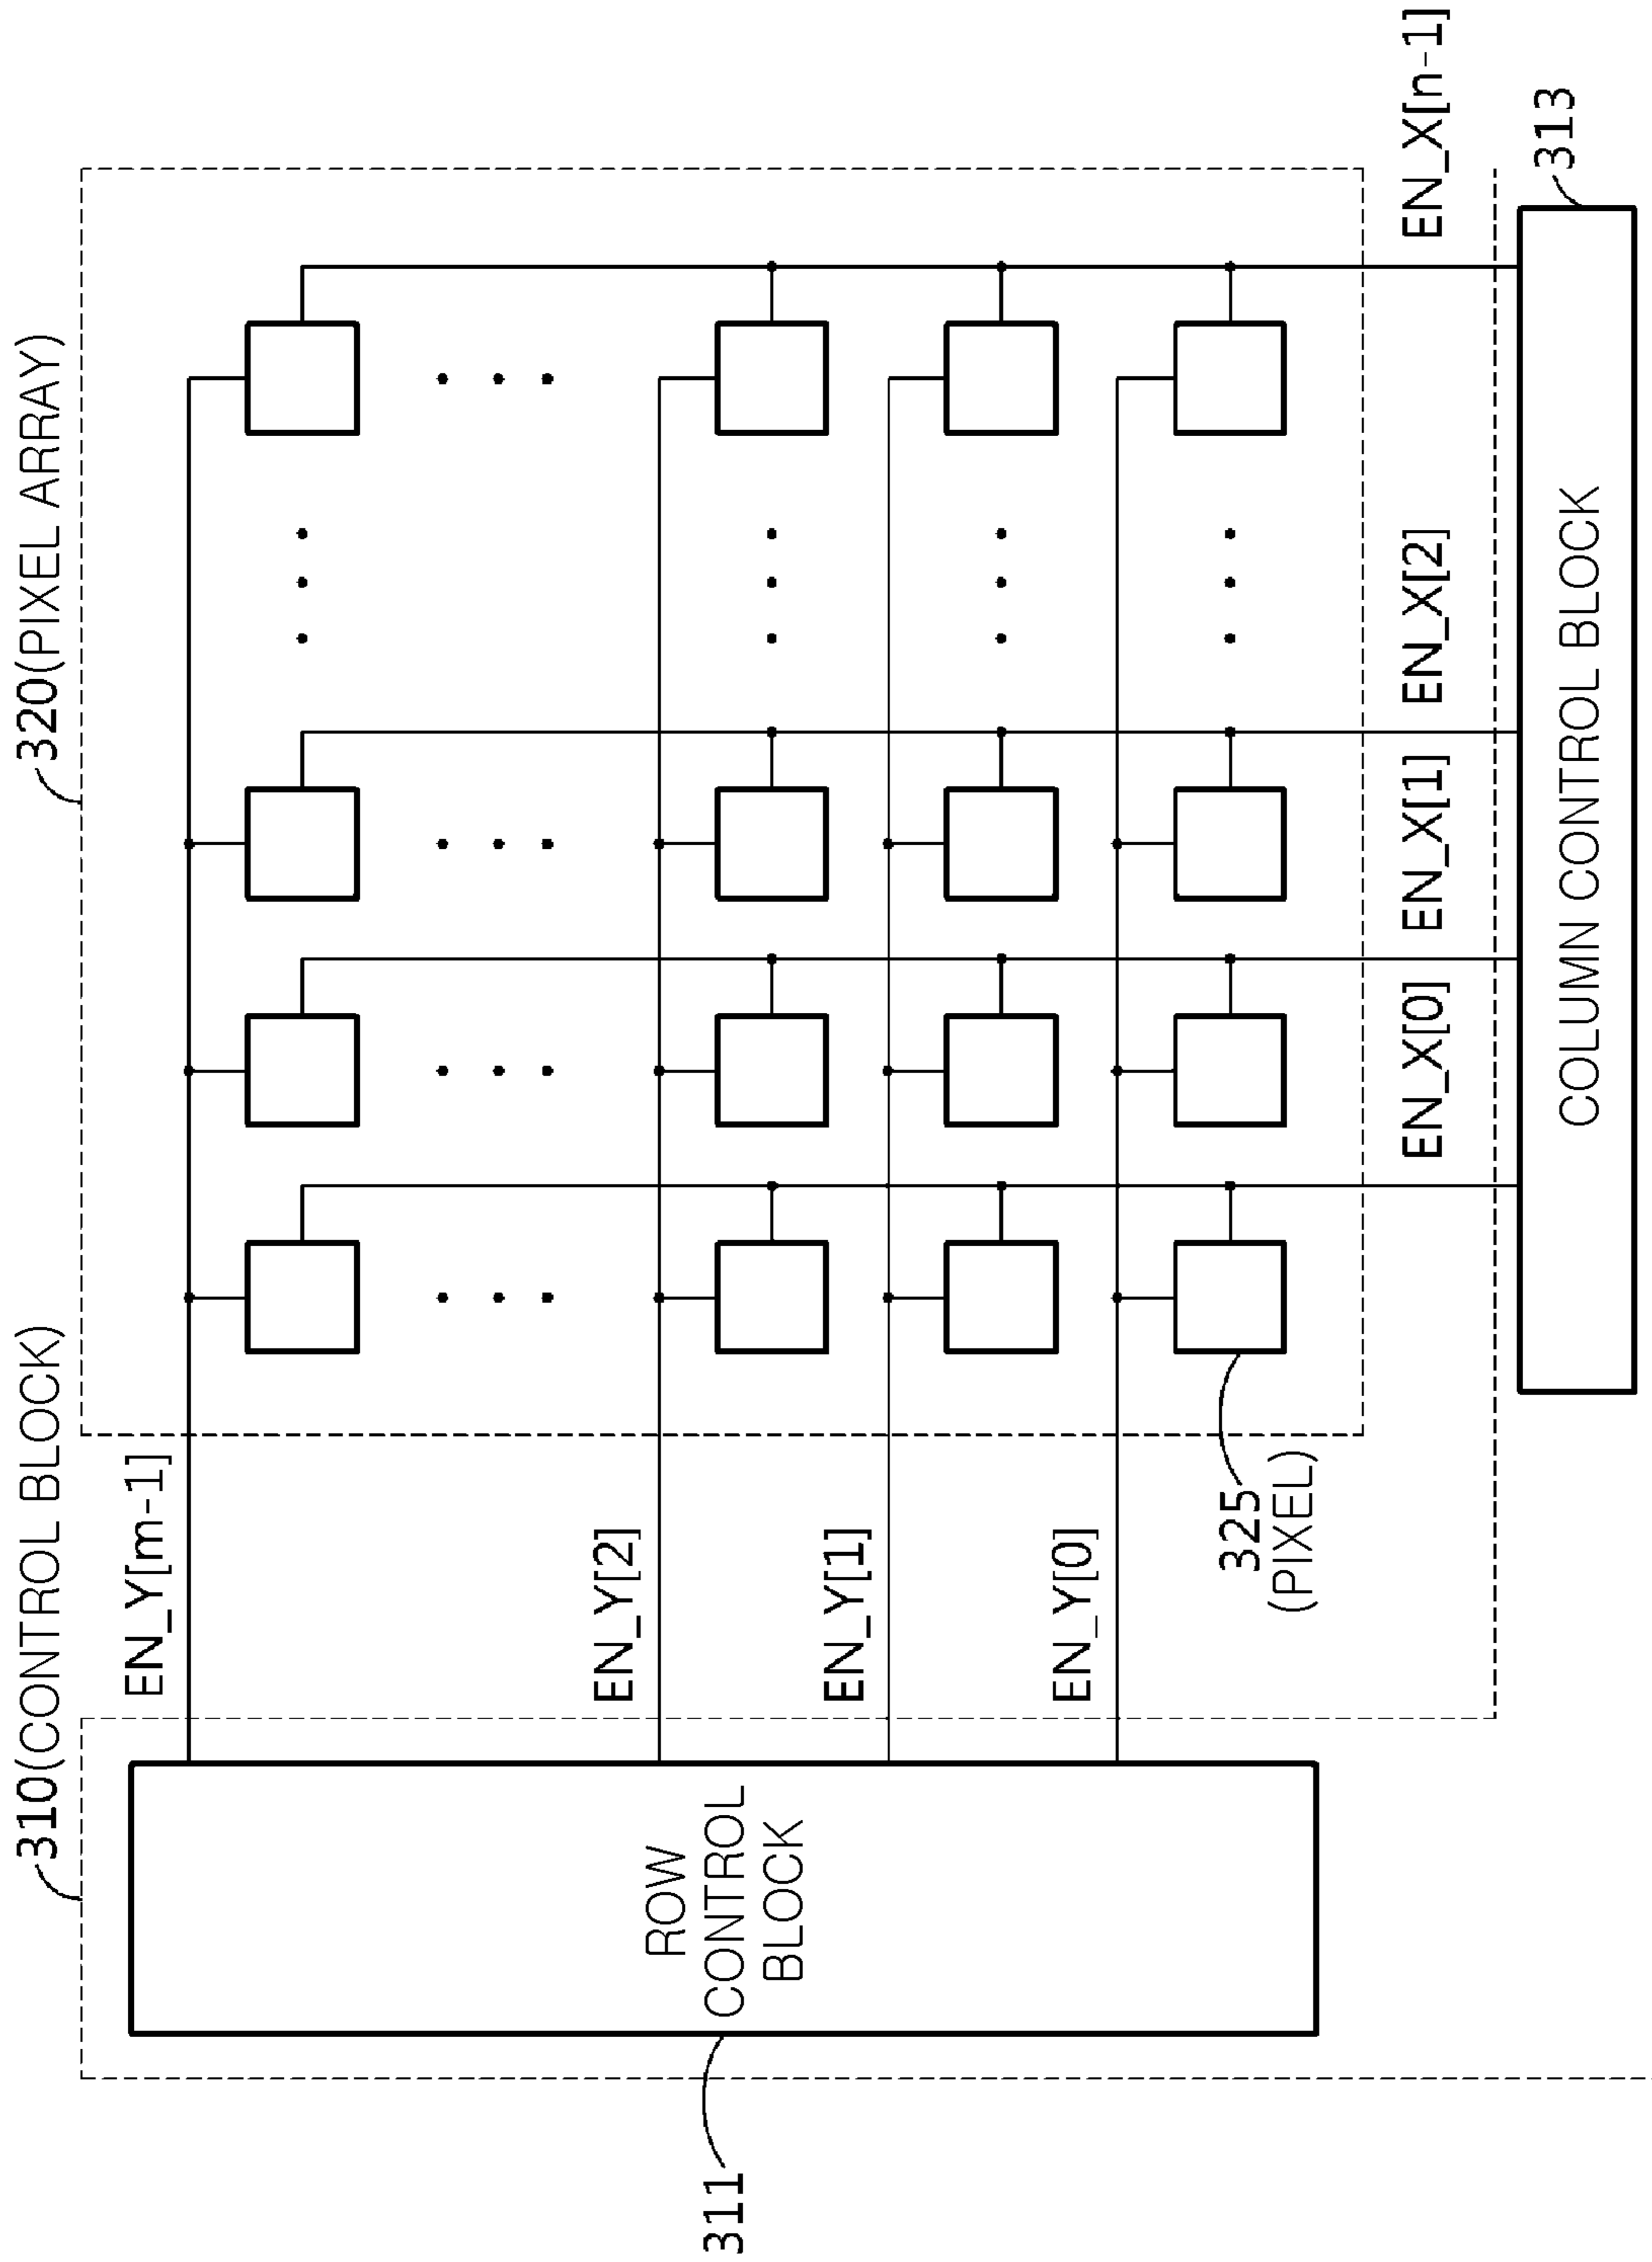 310(CONTROL BLOCK)
320(PIXEL ARRAY)
EN_Y[m-1]
EN_Y[2]
EN_Y[1]
EN_Y[0]
311
ROW
CONTROL
BLOCK
325
(PIXEL)
EN_X[0]
EN_X[1]
EN_X[2]
EN_X[n-1]
COLUMN CONTROL BLOCK
313